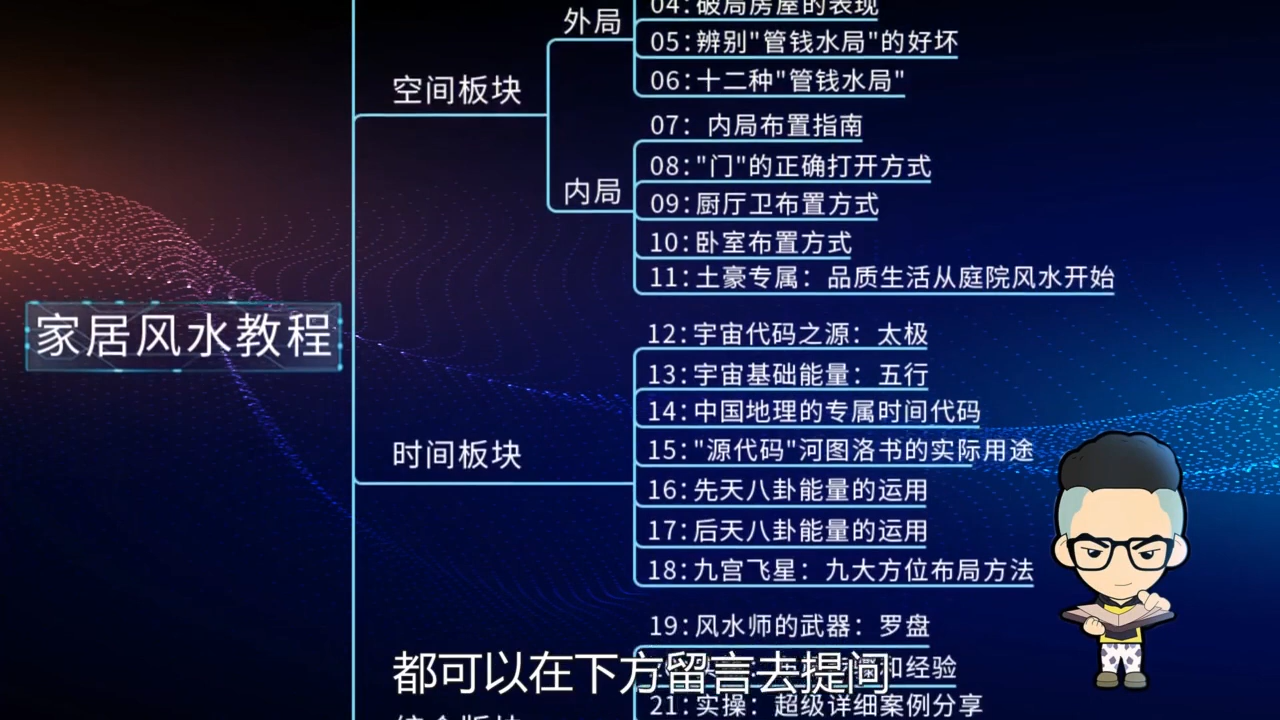 外局
04:破局房屋的表现
05:辨别"管钱水局"的好坏
空间板块
06:十二种"管钱水局"
07: 内局布置指南
08:"门"的正确打开方式
内局
09:厨厅卫布置方式
10:卧室布置方式
11:土豪专属：品质生活从庭院风水开始
家居风水教程
12:宇宙代码之源：太极
13:宇宙基础能量：五行
14:中国地理的专属时间代码
时间板块
15:"源代码"河图洛书的实际用途
16:先天八卦能量的运用
17:后天八卦能量的运用
18:九宫飞星：九大方位布局方法
19:风水师的武器：罗盘
和经验
都可以在下方留言去提问
21:实操：超级详细案例分享